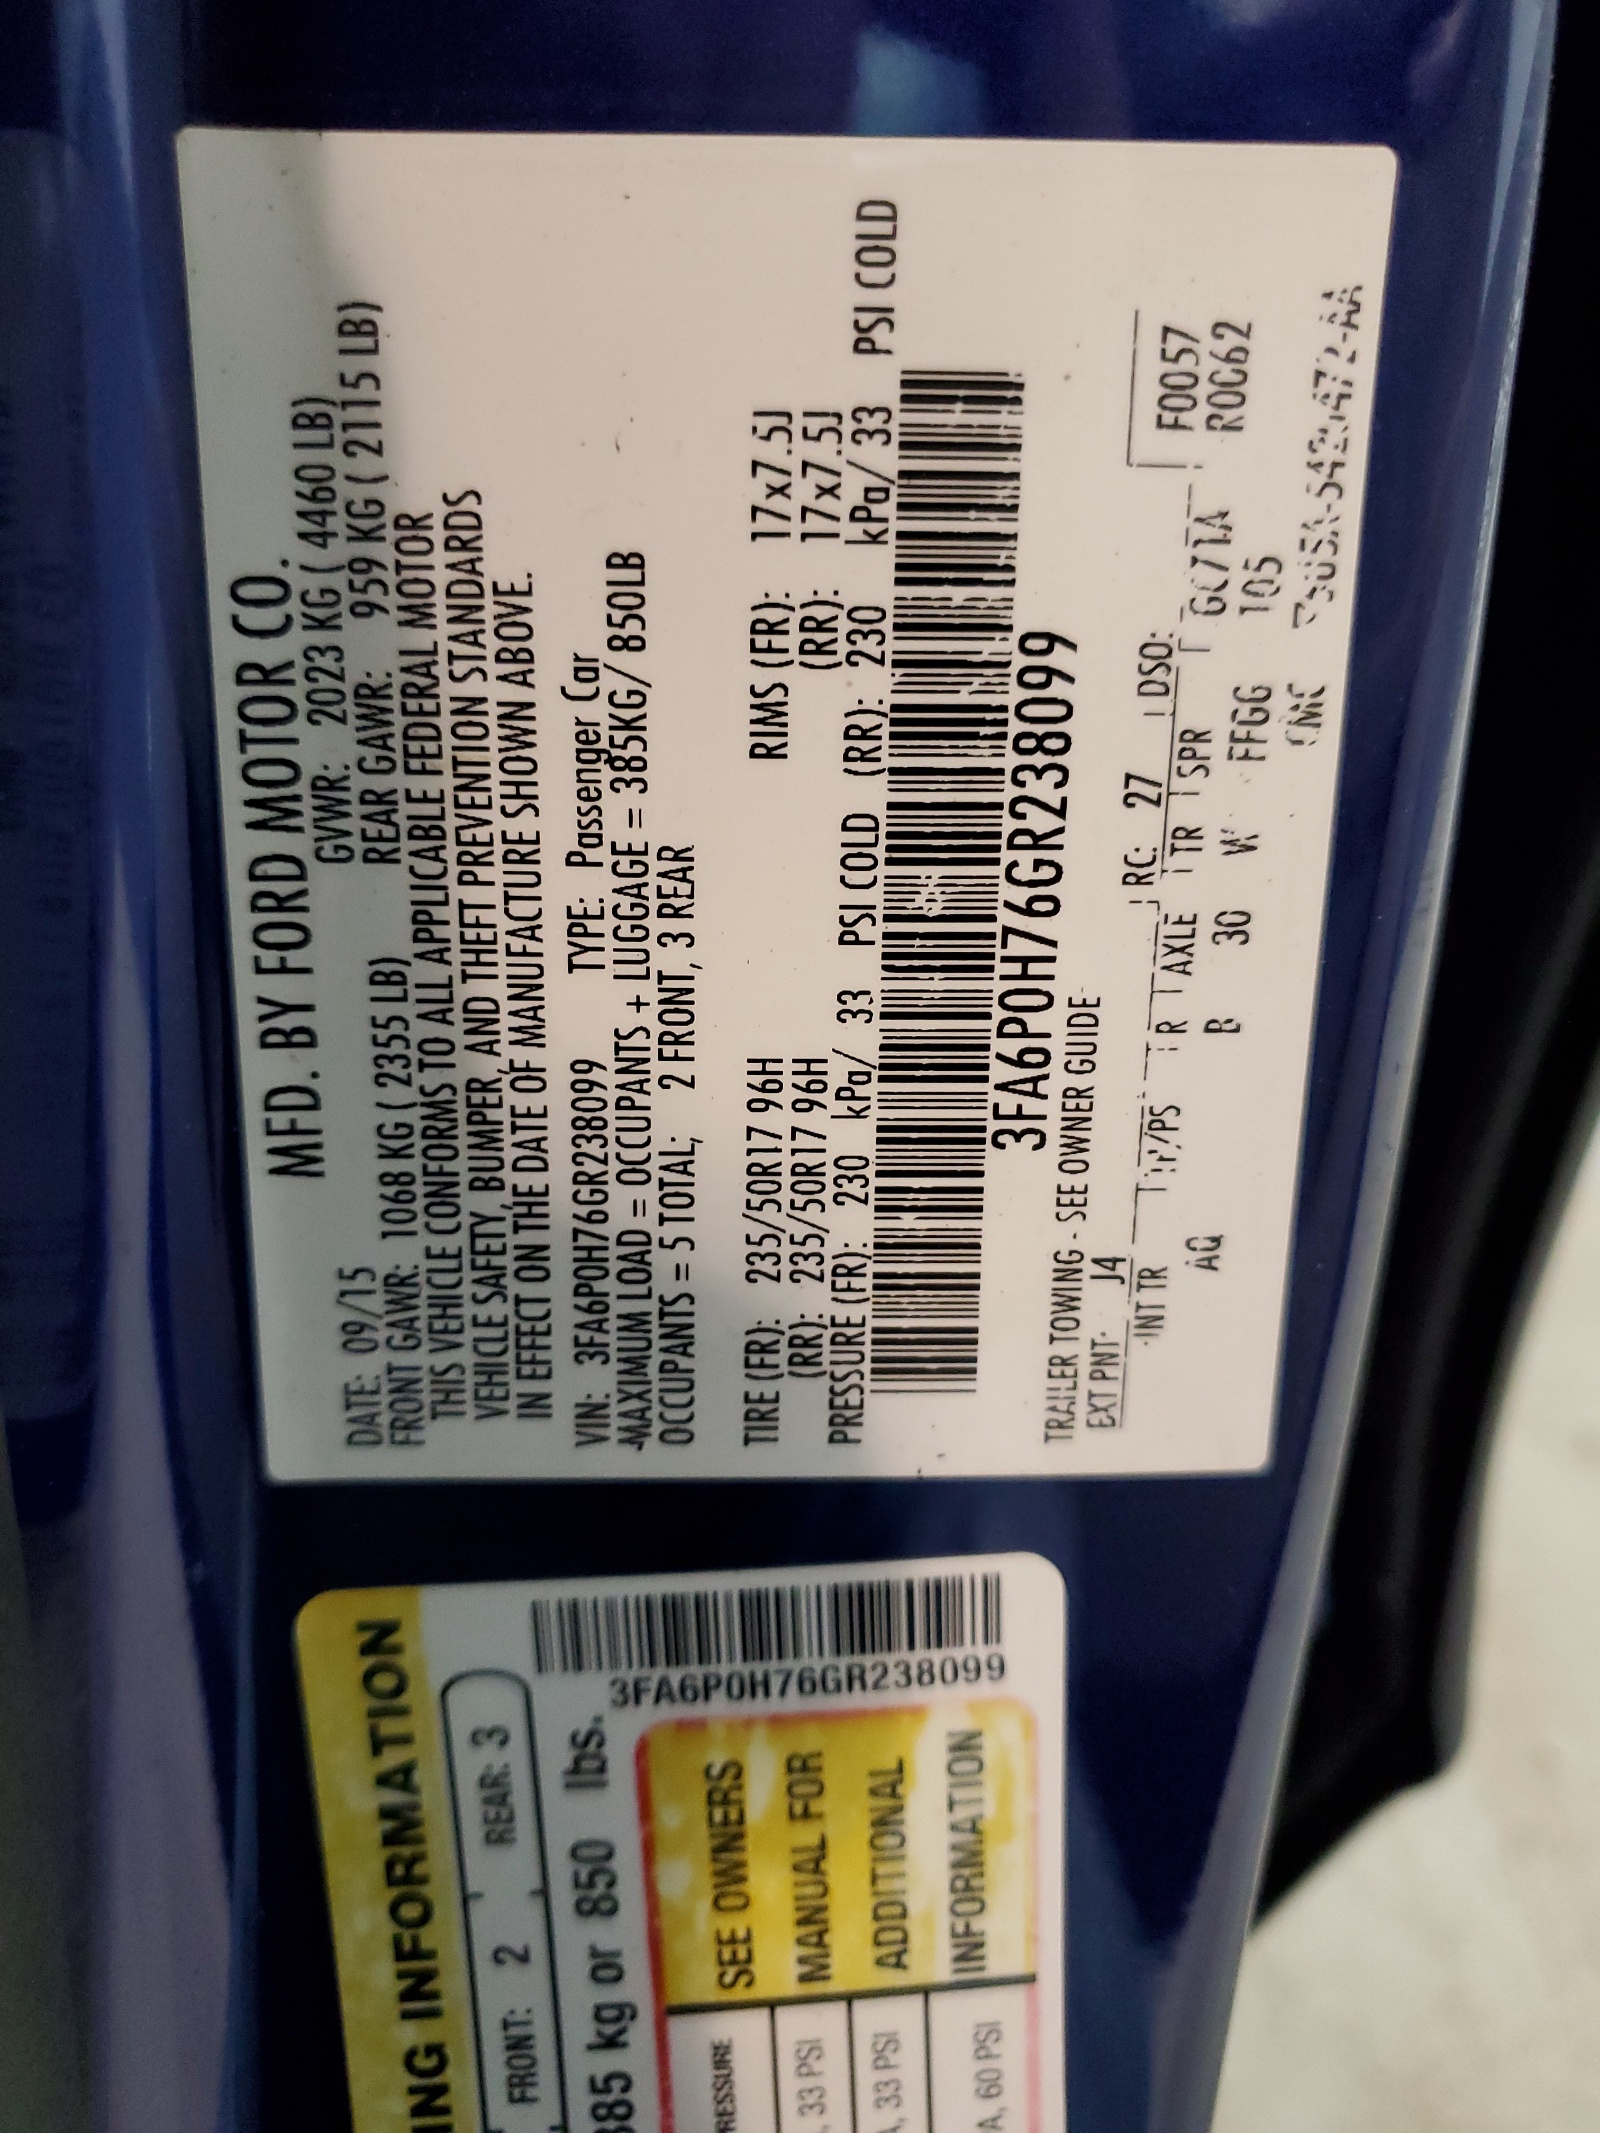 MFD. BY FORD MOTOR CO.
DATE: 09/15 GVWR: 2023 KG ( 4460 LB)
FRONT GAWR: 1068 KG ( 2355 LB) REAR GAWR: 959 KG ( 2115 LB)
THIS VEHICLE CONFORMS TO ALL APPLICABLE FEDERAL MOTOR
VEHICLE SAFETY, BUMPER, AND THEFT PREVENTION STANDARDS
IN EFFECT ON THE DATE OF MANUFACTURE SHOWN ABOVE.
VIN: 3FA6P0H76GR238099 TYPE: Passenger Car
MAXIMUM LOAD = OCCUPANTS + LUGGAGE = 385KG/ 850LB
OCCUPANTS = 5 TOTAL; 2 FRONT, 3 REAR
TIRE (FR): 235/50R17 96H RIMS (FR): 17x7.5J
(RR): 235/50R17 96H (RR): 17x7.5J
PRESSURE (FR): 230 kPa/ 33 PSI COLD (RR): 230 kPa/ 33 PSI COLD
3FA6P0H76GR238099
TRAILER TOWING - SEE OWNER GUIDE
EXT PNT: J4 RC: 27 DSO:
INT TR TP/PS R AXLE TR SPR F0057
AQ B 30 W FFGG 105
CMC
ING INFORMATION
FRONT: 2 REAR: 3
385 kg or 850 lbs.
3FA6P0H76GR238099
RESSURE
, 33 PSI
, 33 PSI
A, 60 PSI
SEE OWNERS
MANUAL FOR
ADDITIONAL
INFORMATION